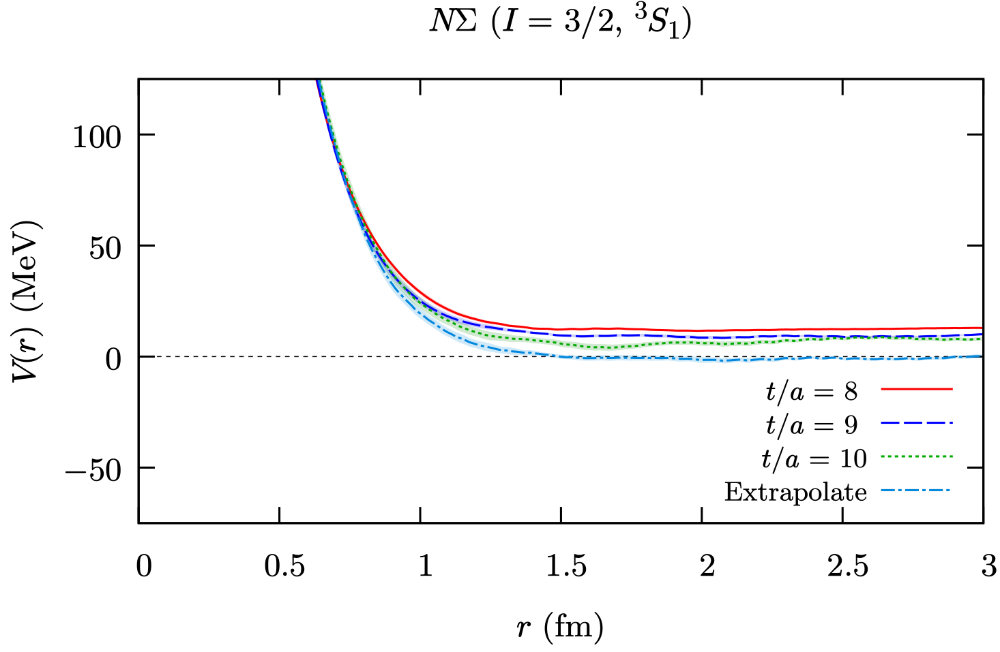 NΣ (I = 3/2, ³S₁)
V(r) (MeV)
100
50
0
−50
t/a = 8
t/a = 9
t/a = 10
Extrapolate
0 0.5 1 1.5 2 2.5 3
r (fm)